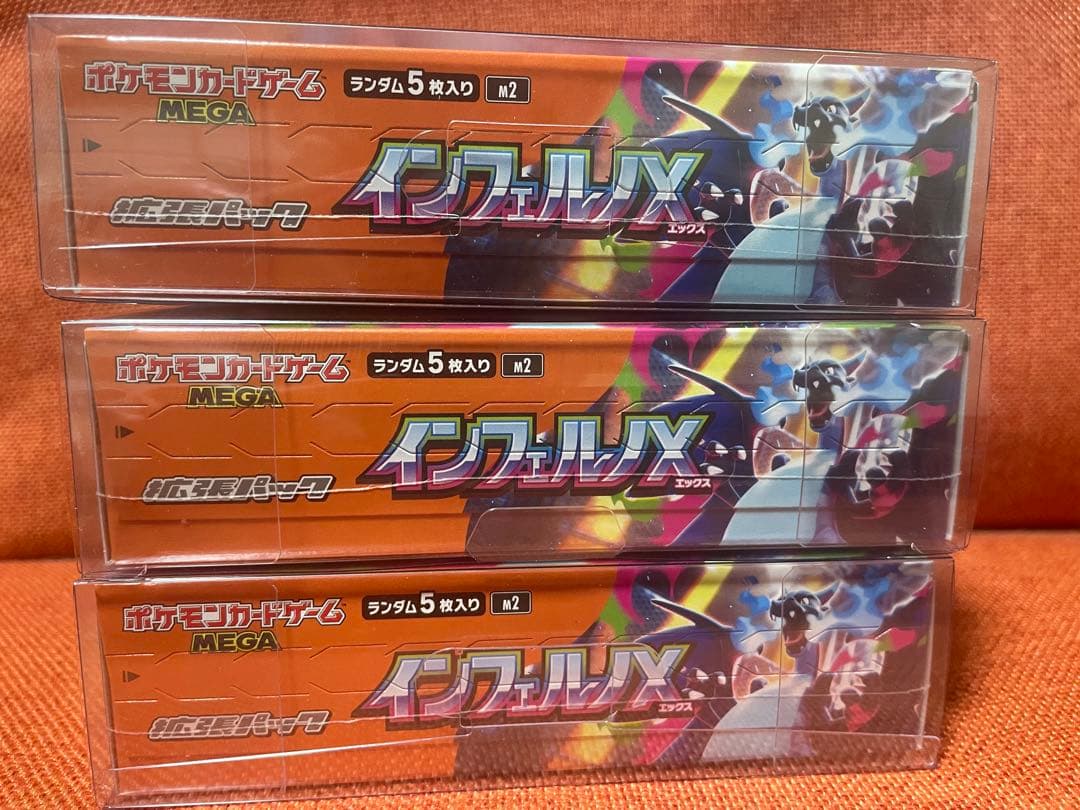 ポケモンカードゲーム
MEGA
ランダム5枚入り M2
インフェルノX
エックス
拡張パック
ポケモンカードゲーム
MEGA
ランダム5枚入り M2
インフェルノX
エックス
拡張パック
ポケモンカードゲーム
MEGA
ランダム5枚入り M2
インフェルノX
エックス
拡張パック